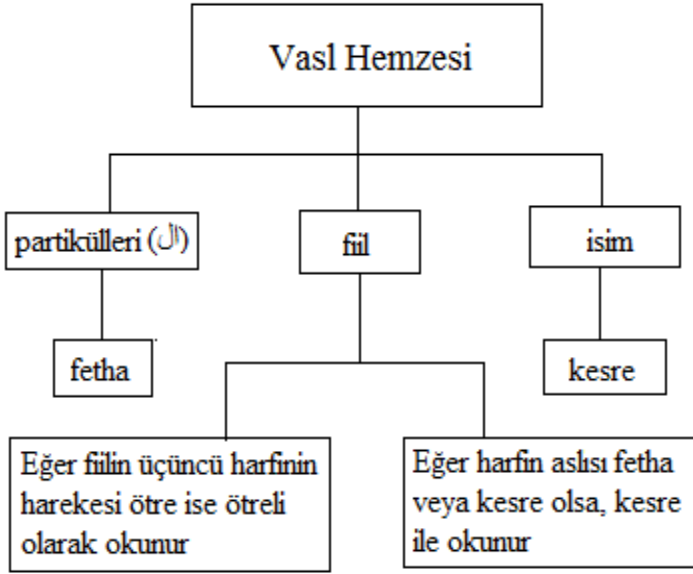 Vasl Hemzesi
partikülleri (ال)
fiil
isim
fetha
kesre
Eğer fiilin üçüncü harfinin
harekesi ötre ise ötreli
olarak okunur
Eğer harfin aslısı fetha
veya kesre olsa, kesre
ile okunur